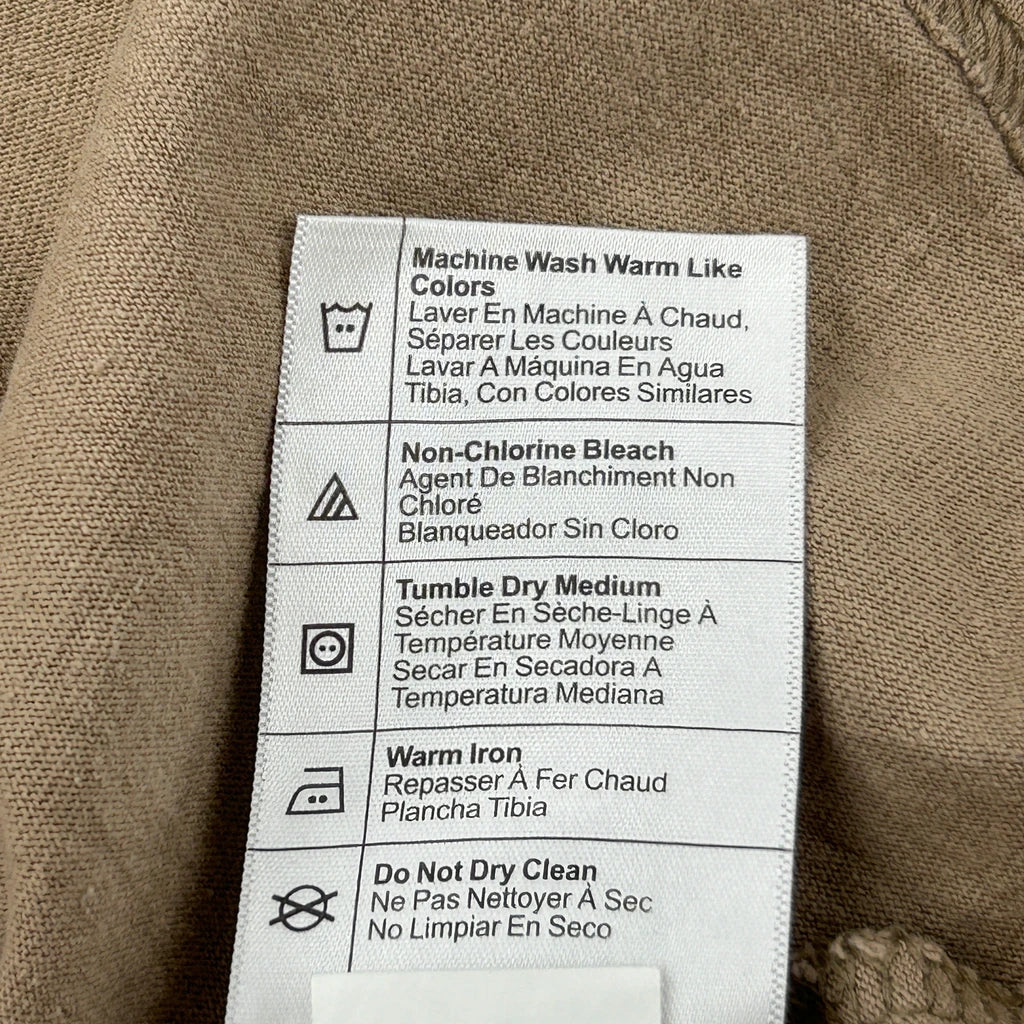 Machine Wash Warm Like
Colors
Laver En Machine À Chaud,
Séparer Les Couleurs
Lavar A Máquina En Agua
Tibia, Con Colores Similares
Non-Chlorine Bleach
Agent De Blanchiment Non
Chloré
Blanqueador Sin Cloro
Tumble Dry Medium
Sécher En Sèche-Linge À
Température Moyenne
Secar En Secadora A
Temperatura Mediana
Warm Iron
Repasser À Fer Chaud
Plancha Tibia
Do Not Dry Clean
Ne Pas Nettoyer À Sec
No Limpiar En Seco